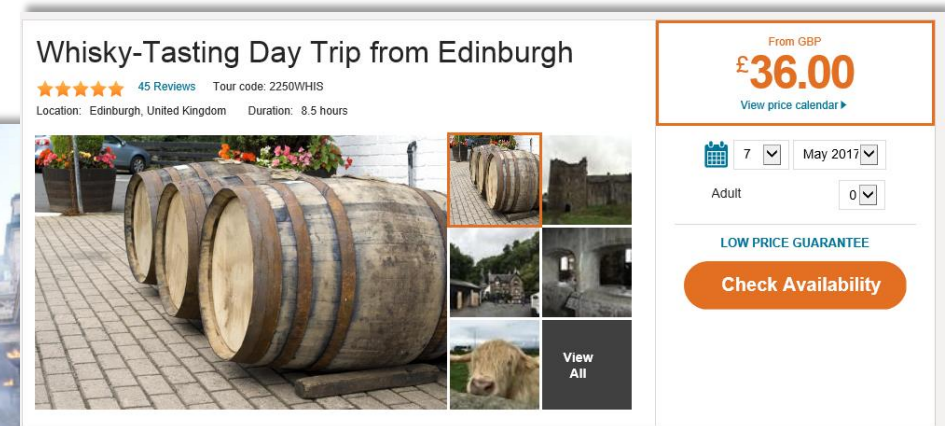 Whisky-Tasting Day Trip from Edinburgh
45 Reviews Tour code: 2250WHIS
Location: Edinburgh, United Kingdom Duration: 8.5 hours
View
All
From GBP
£36.00
View price calendar
7 May 2017
Adult 0
LOW PRICE GUARANTEE
Check Availability